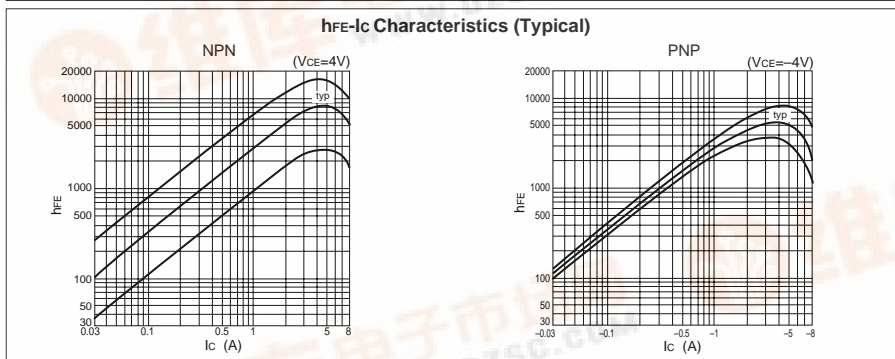 hFE-IC Characteristics (Typical)
NPN
(VCE=4V)
20000
10000
5000
1000
500
100
50
30
hFE
typ
0.03
0.1
0.5
1
5
8
IC (A)
PNP
(VCE=–4V)
20000
10000
5000
1000
500
100
50
30
hFE
typ
–0.03
–0.1
–0.5
–1
–5
–8
IC (A)